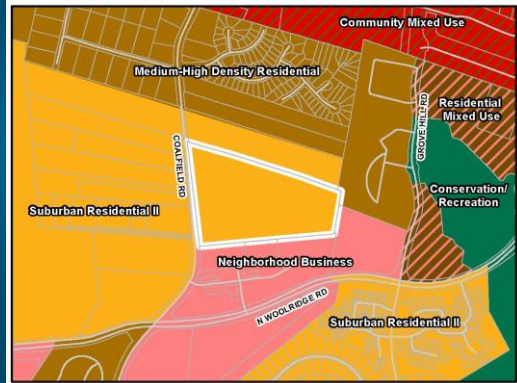 Community Mixed Use
Medium-High Density Residential
Residential
Mixed Use
GROVE HILL RD
COALFIELD RD
Conservation/
Recreation
Suburban Residential II
Neighborhood Business
N WOOLRIDGE RD
Suburban Residential II